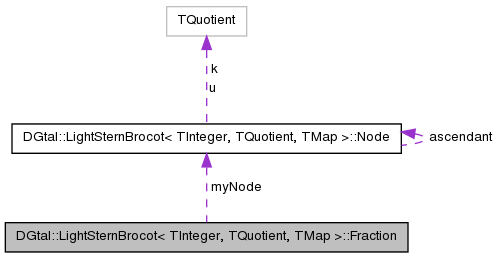 TQuotient
k
u
DGtal::LightSternBrocot< TInteger, TQuotient, TMap >::Node
ascendant
myNode
DGtal::LightSternBrocot< TInteger, TQuotient, TMap >::Fraction